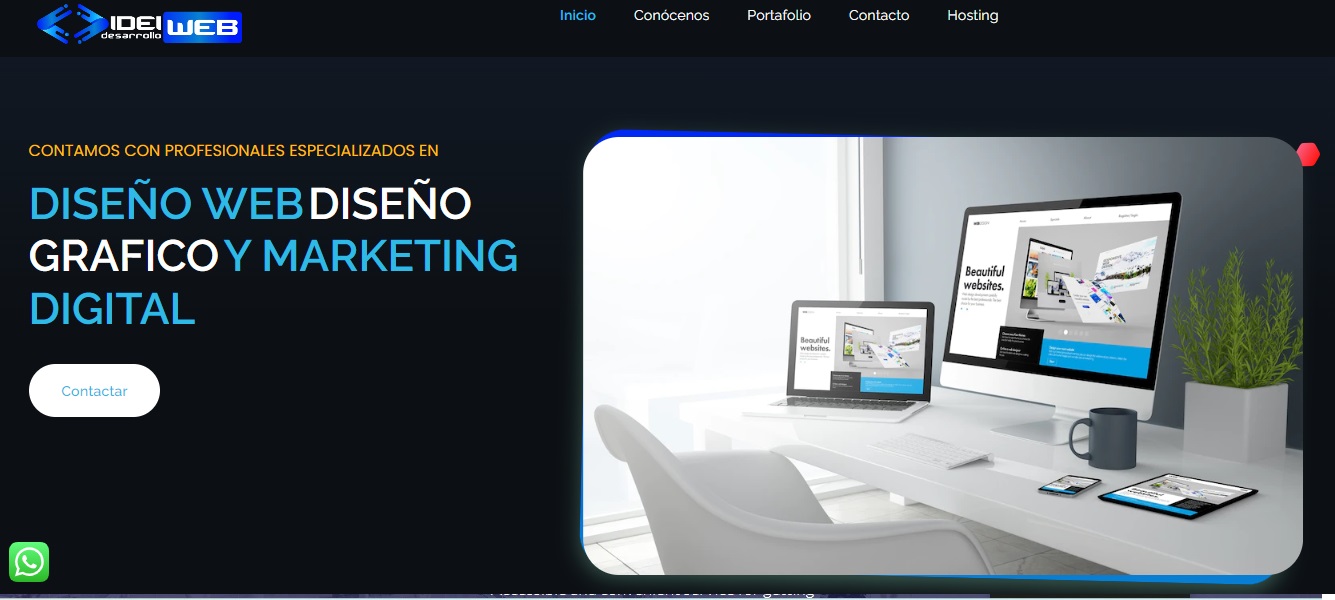 IDEI
desarrollo
WEB
Inicio
Conócenos
Portafolio
Contacto
Hosting
CONTAMOS CON PROFESIONALES ESPECIALIZADOS EN
DISEÑO WEB DISEÑO
GRAFICO Y MARKETING
DIGITAL
Contactar
Beautiful
websites.
Beautiful
websites.